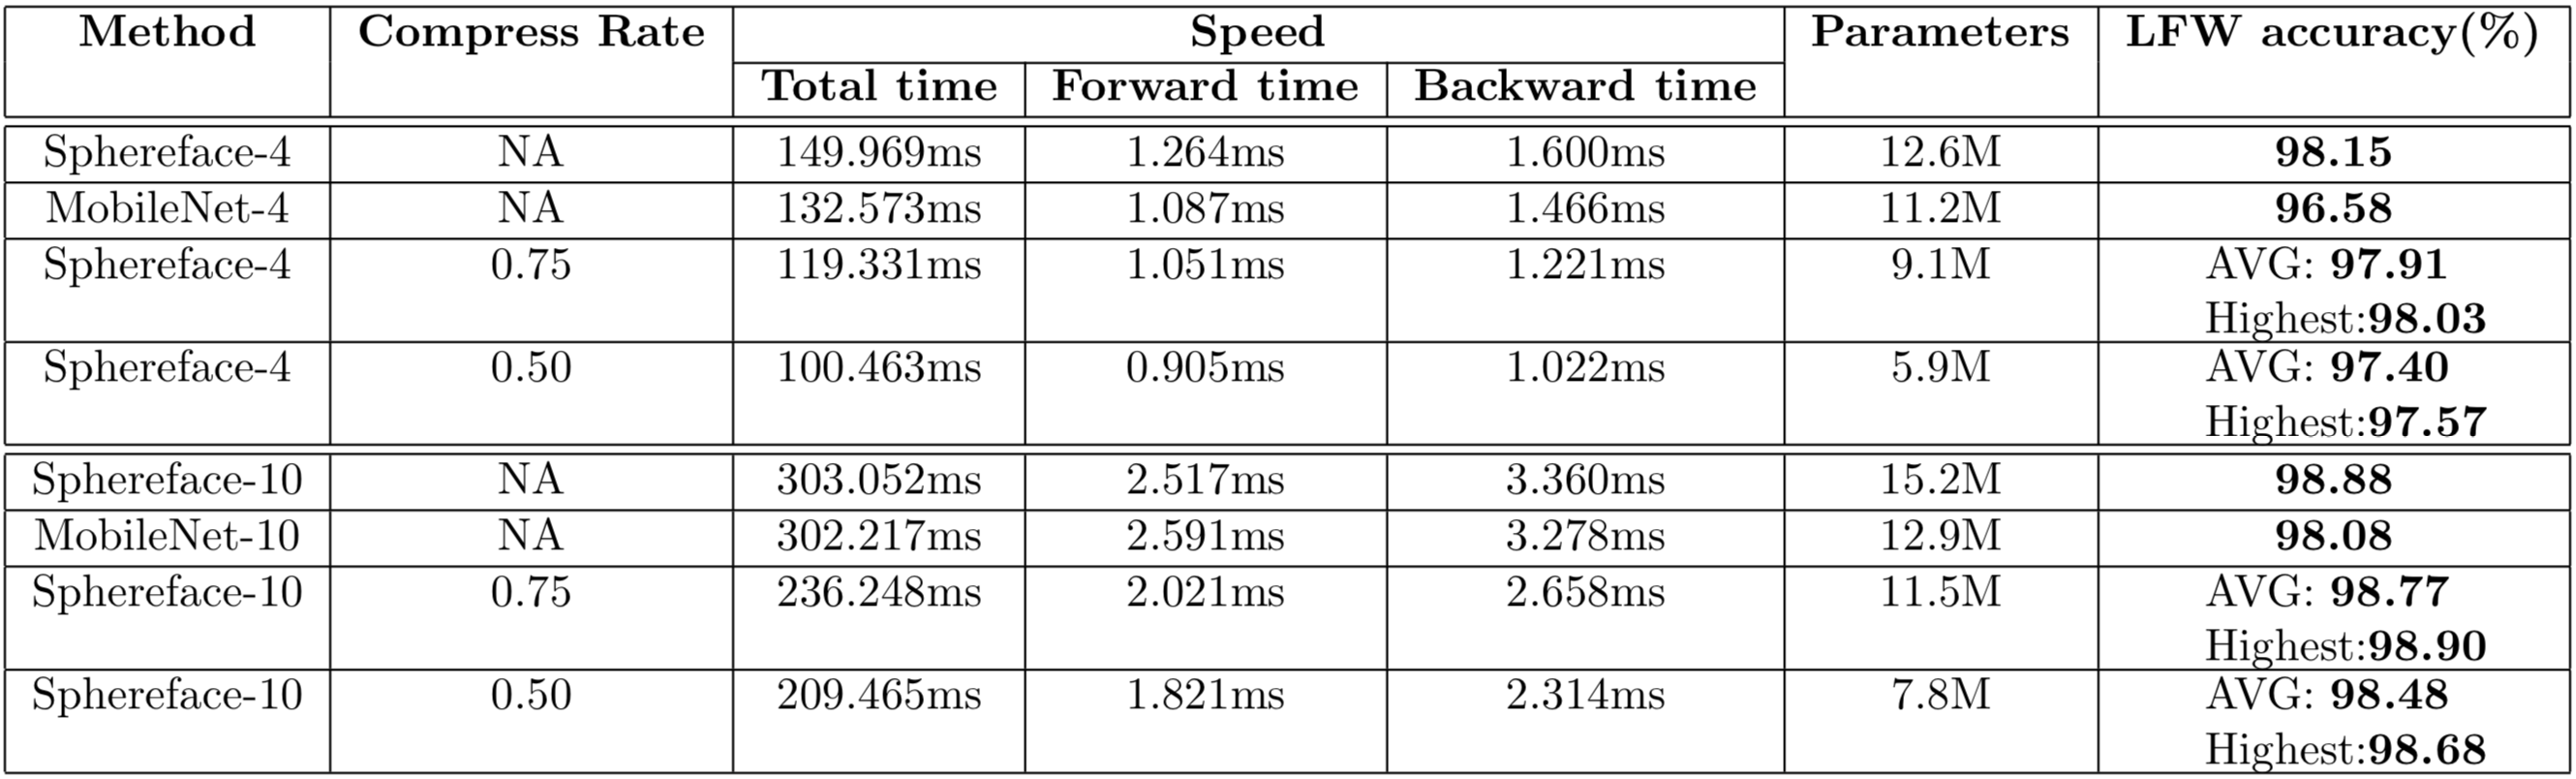 Method Compress Rate Speed Parameters LFW accuracy(%)
Total time Forward time Backward time
Sphereface-4 NA 149.969ms 1.264ms 1.600ms 12.6M 98.15
MobileNet-4 NA 132.573ms 1.087ms 1.466ms 11.2M 96.58
Sphereface-4 0.75 119.331ms 1.051ms 1.221ms 9.1M AVG: 97.91
Highest:98.03
Sphereface-4 0.50 100.463ms 0.905ms 1.022ms 5.9M AVG: 97.40
Highest:97.57
Sphereface-10 NA 303.052ms 2.517ms 3.360ms 15.2M 98.88
MobileNet-10 NA 302.217ms 2.591ms 3.278ms 12.9M 98.08
Sphereface-10 0.75 236.248ms 2.021ms 2.658ms 11.5M AVG: 98.77
Highest:98.90
Sphereface-10 0.50 209.465ms 1.821ms 2.314ms 7.8M AVG: 98.48
Highest:98.68